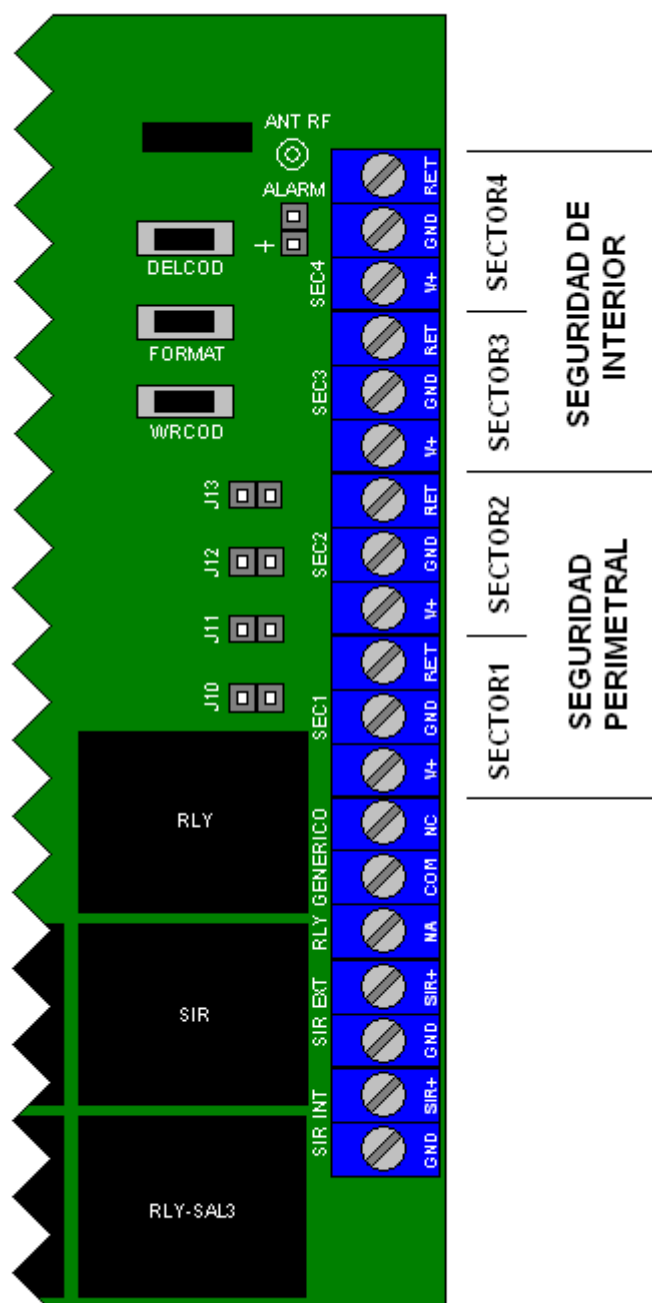 ANT RF
ALARM
+
DELCOD
FORMAT
WRCOD
J13
J12
J11
J10
SEC4
SEC3
SEC2
SEC1
RLY GENERICO
SIR EXT
SIR INT
RLY
SIR
RLY-SAL3
RET
GND
V+
RET
GND
V+
RET
GND
V+
RET
GND
V+
NC
COM
NA
SIR+
GND
SIR+
GND
SECTOR4
SECTOR3
SECTOR2
SECTOR1
SEGURIDAD DE
INTERIOR
SEGURIDAD
PERIMETRAL